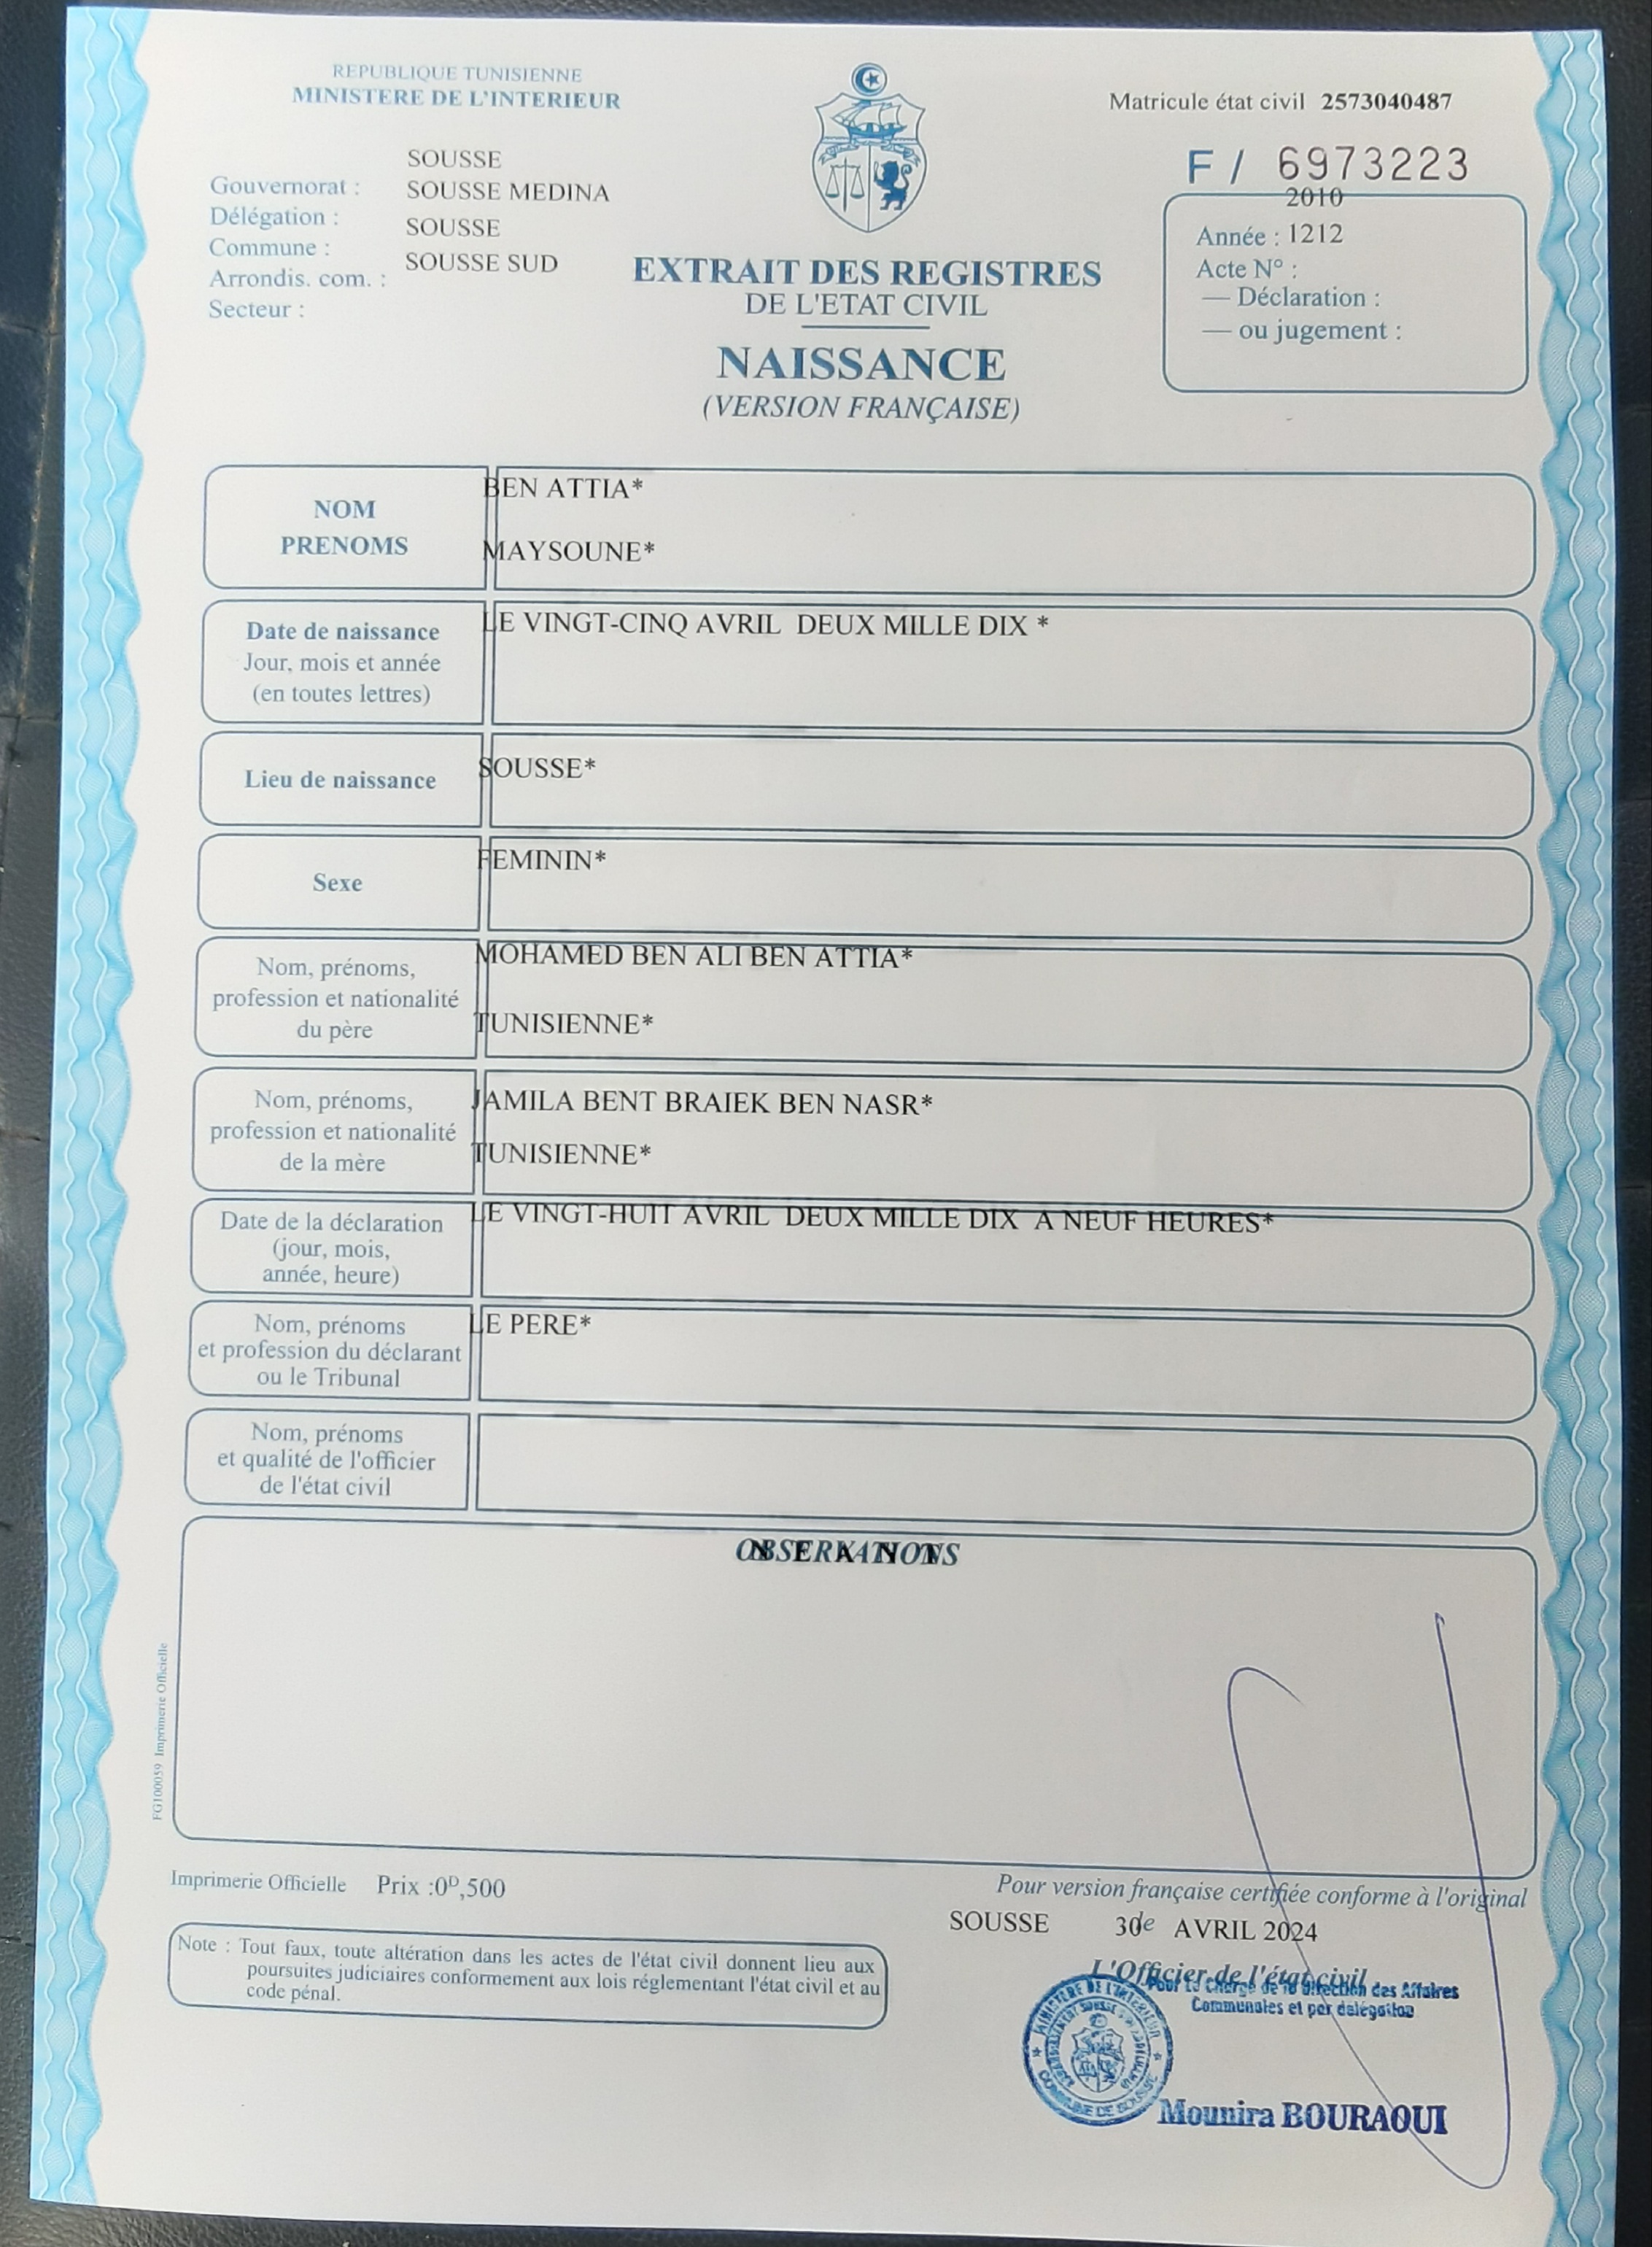 REPUBLIQUE TUNISIENNE
MINISTERE DE L'INTERIEUR
Matricule état civil 2573040487
F / 6973223
SOUSSE
Gouvernorat :
SOUSSE MEDINA
Délégation :
SOUSSE
Commune :
SOUSSE SUD
Arrondis. com. :
Secteur :
2010
Année : 1212
Acte N° :
— Déclaration :
— ou jugement :
EXTRAIT DES REGISTRES
DE L'ETAT CIVIL
NAISSANCE
(VERSION FRANÇAISE)
NOM
PRENOMS
BEN ATTIA*
MAYSOUNE*
Date de naissance
Jour, mois et année
(en toutes lettres)
LE VINGT-CINQ AVRIL DEUX MILLE DIX *
Lieu de naissance
SOUSSE*
Sexe
FEMININ*
Nom, prénoms,
profession et nationalité
du père
MOHAMED BEN ALI BEN ATTIA*
TUNISIENNE*
Nom, prénoms,
profession et nationalité
de la mère
JAMILA BENT BRAIEK BEN NASR*
TUNISIENNE*
Date de la déclaration
(jour, mois,
année, heure)
LE VINGT-HUIT AVRIL DEUX MILLE DIX A NEUF HEURES*
Nom, prénoms
et profession du déclarant
ou le Tribunal
LE PERE*
Nom, prénoms
et qualité de l'officier
de l'état civil
OBSERVATIONS
N E A N T
FG100059 Imprimerie Officielle
Imprimerie Officielle Prix :0ᴰ,500
Note : Tout faux, toute altération dans les actes de l'état civil donnent lieu aux
poursuites judiciaires conformement aux lois réglementant l'état civil et au
code pénal.
Pour version française certifiée conforme à l'original
SOUSSE 30 de AVRIL 2024
L'Officier de l'état civil
Pour Le Chargé de la Direction des Affaires
Communales et par délégation
MINISTERE DE L'INTERIEUR
COMMUNE DE SOUSSE
Mounira BOURAOUI